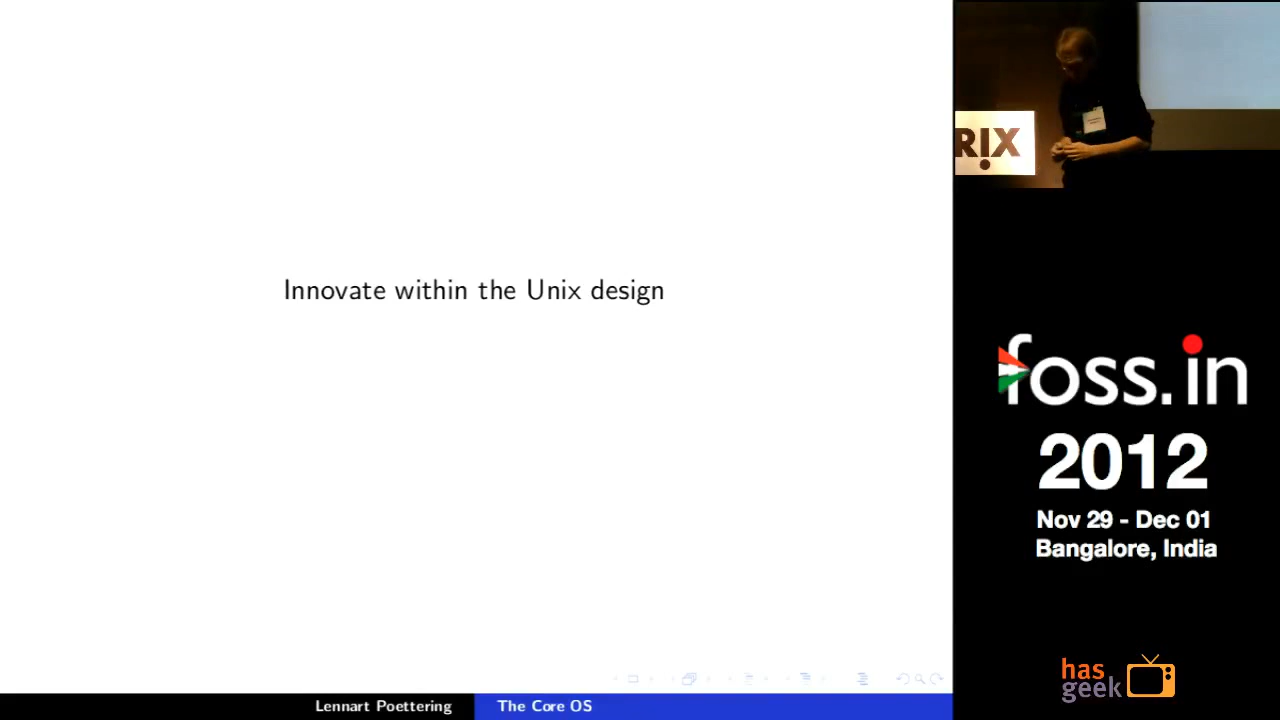 Innovate within the Unix design
Lennart Poettering
The Core OS
RIX
foss.in
2012
Nov 29 - Dec 01
Bangalore, India
has
geek